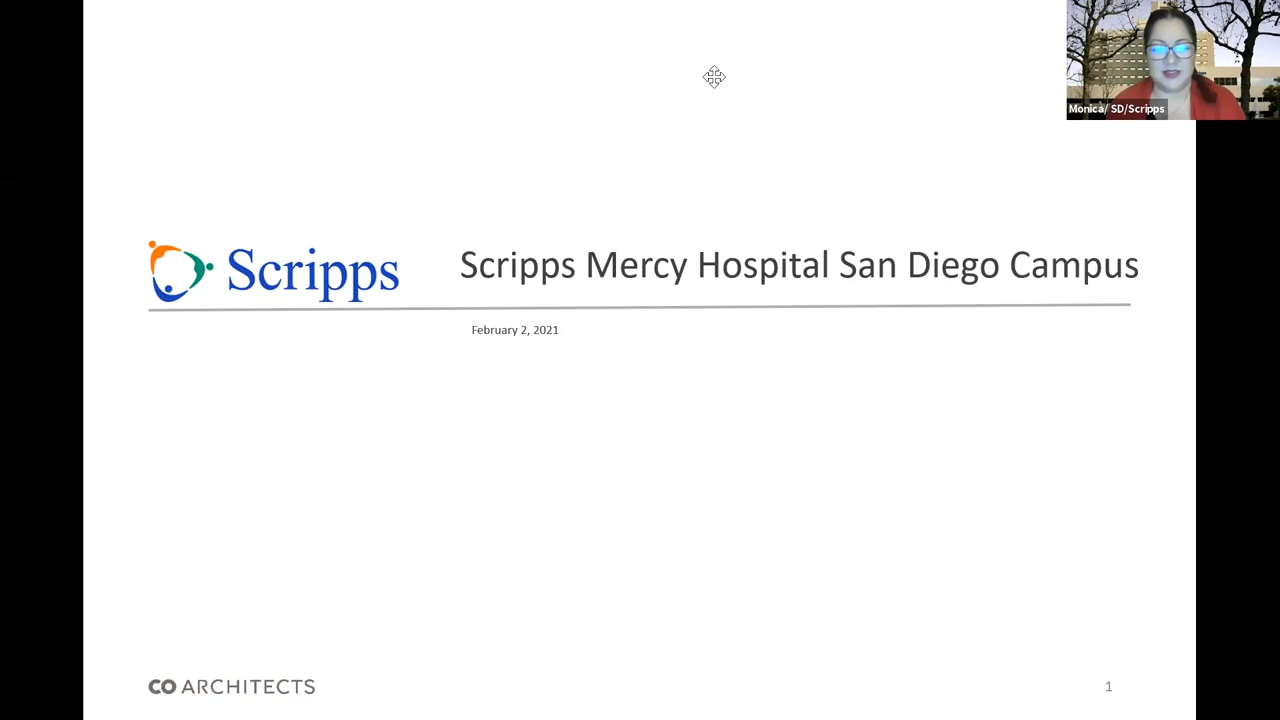 Monica/ SD/Scripps
Scripps
Scripps Mercy Hospital San Diego Campus
February 2, 2021
CO ARCHITECTS
1